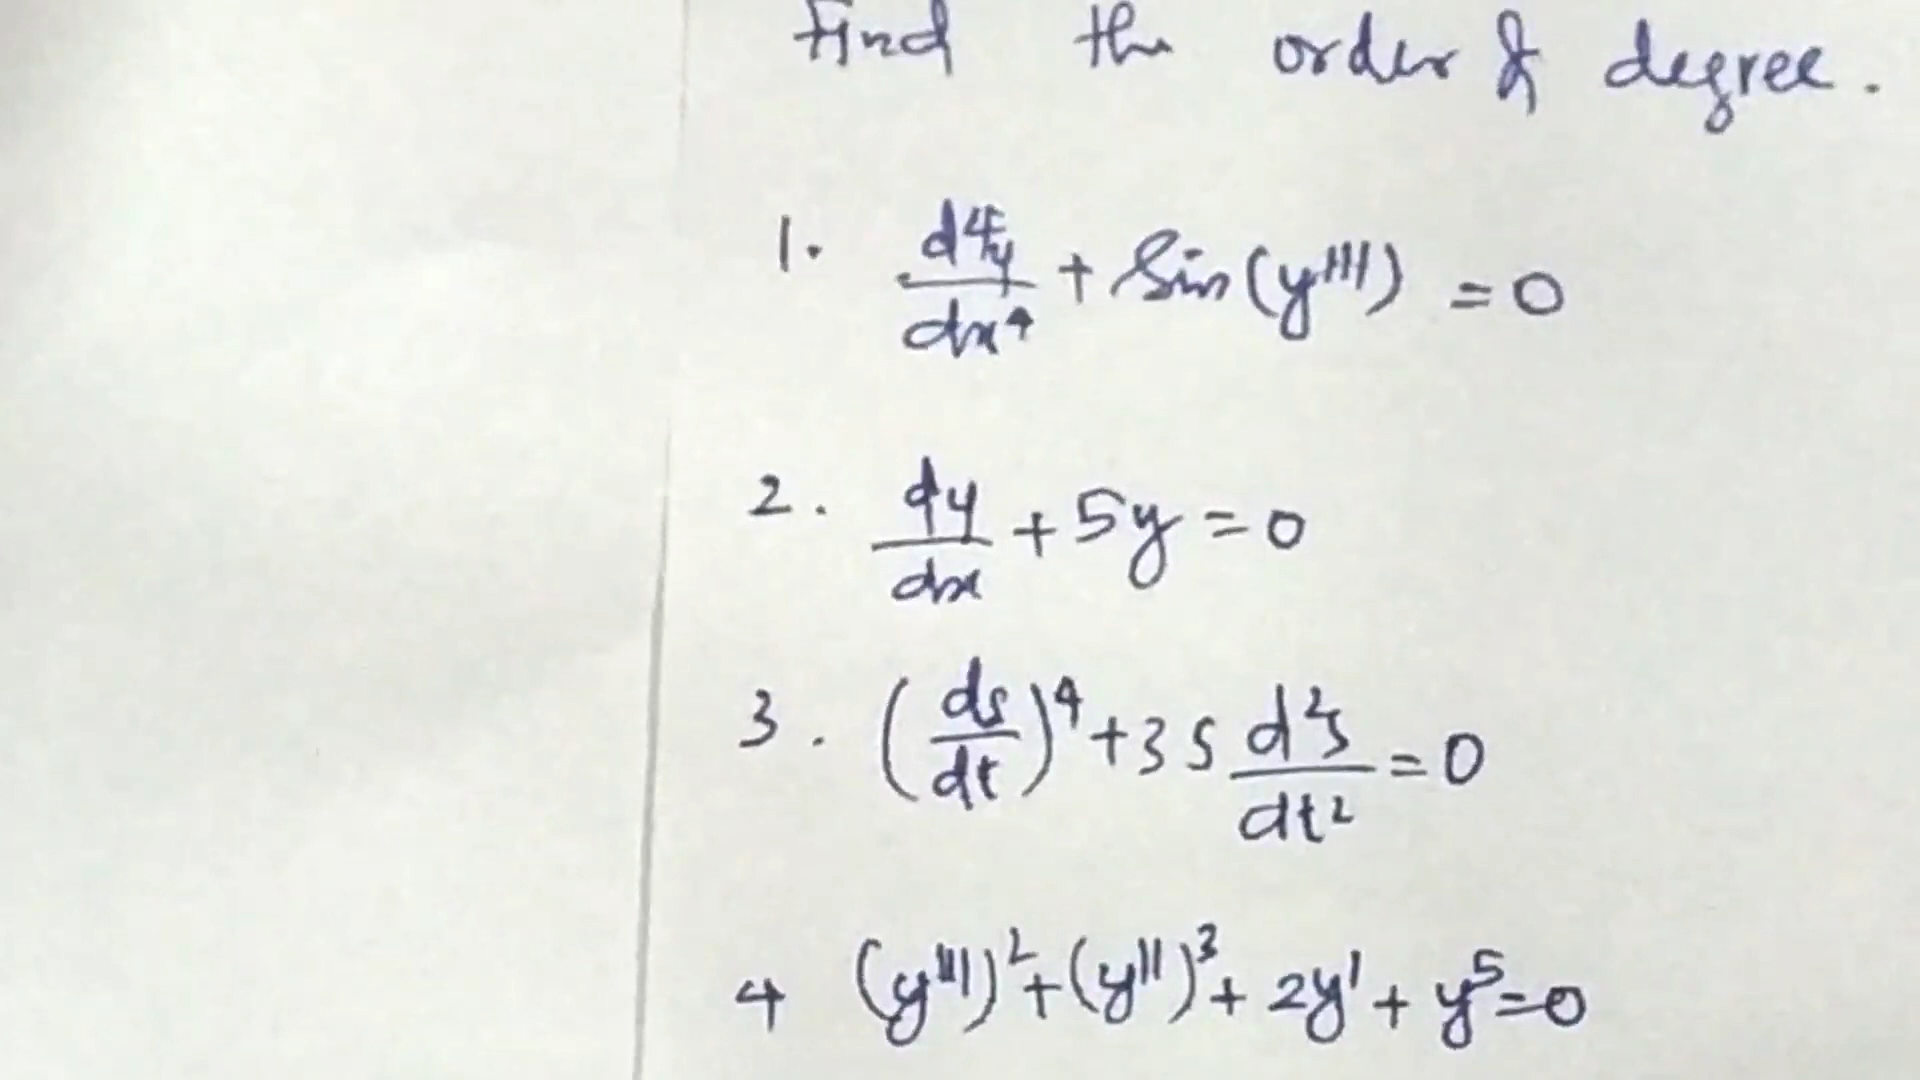 Find the order & degree.
1. d⁴y/dx⁴ + Sin(y''') = 0
2. dy/dx + 5y = 0
3. (ds/dt)⁴ + 3s d²s/dt² = 0
4 (y''')² + (y'')³ + 2y' + y⁵ = 0